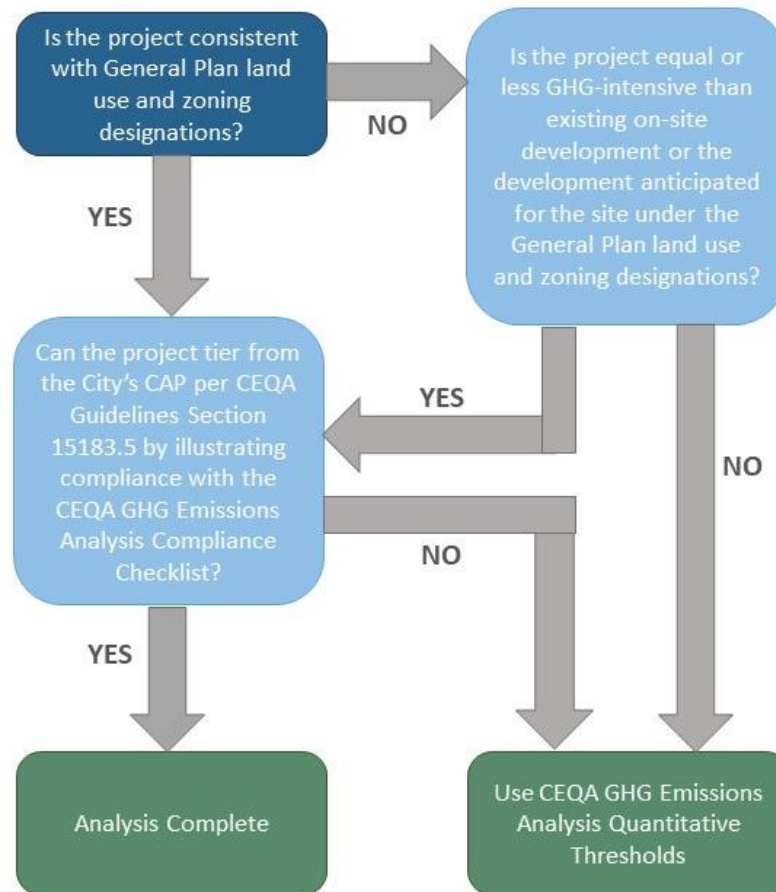 Is the project consistent
with General Plan land
use and zoning
designations?
NO
Is the project equal or
less GHG-intensive than
existing on-site
development or the
development anticipated
for the site under the
General Plan land use
and zoning designations?
YES
Can the project tier from
the City's CAP per CEQA
Guidelines Section
15183.5 by illustrating
compliance with the
CEQA GHG Emissions
Analysis Compliance
Checklist?
YES
NO
NO
YES
Analysis Complete
Use CEQA GHG Emissions
Analysis Quantitative
Thresholds